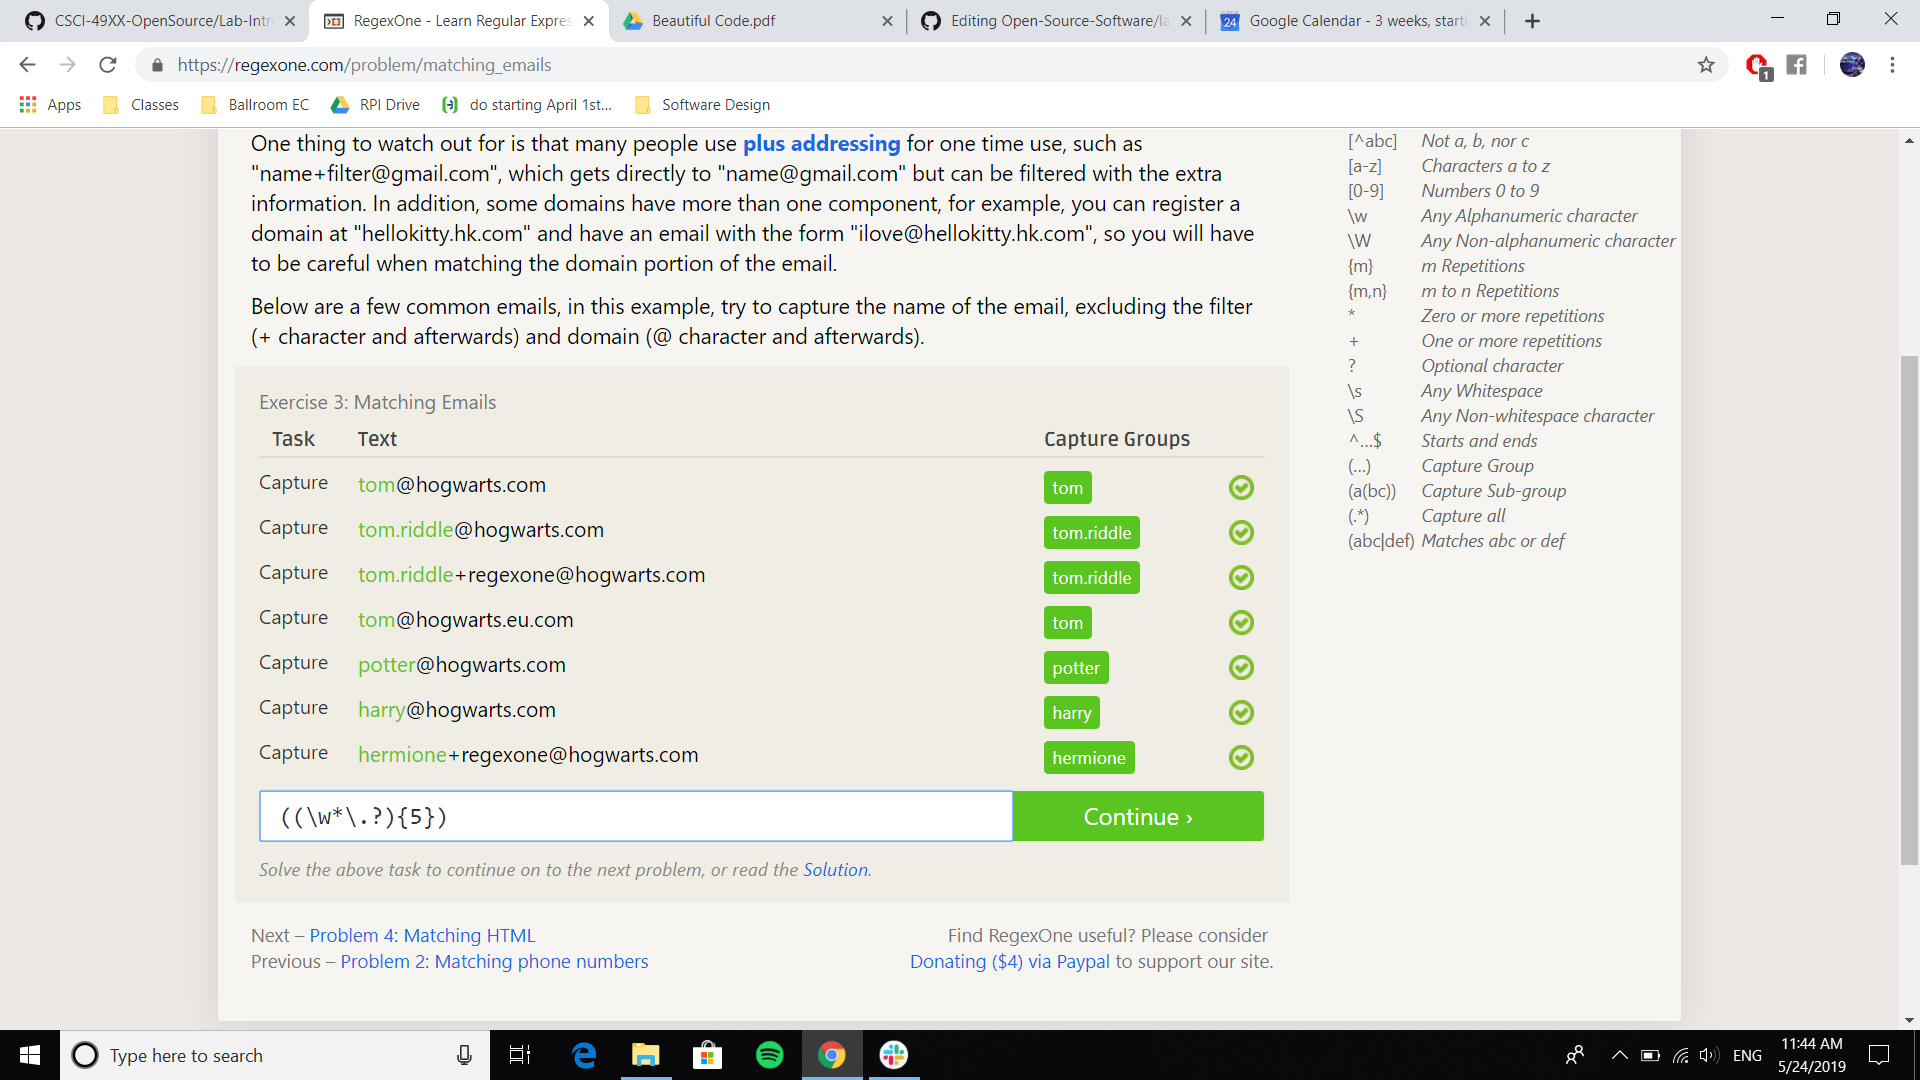 CSCI-49XX-OpenSource/Lab-Intr
RegexOne - Learn Regular Expres
Beautiful Code.pdf
Editing Open-Source-Software/la
Google Calendar - 3 weeks, starti
https://regexone.com/problem/matching_emails
1
Apps
Classes
Ballroom EC
RPI Drive
do starting April 1st...
Software Design
One thing to watch out for is that many people use plus addressing for one time use, such as
"name+filter@gmail.com", which gets directly to "name@gmail.com" but can be filtered with the extra
information. In addition, some domains have more than one component, for example, you can register a
domain at "hellokitty.hk.com" and have an email with the form "ilove@hellokitty.hk.com", so you will have
to be careful when matching the domain portion of the email.
Below are a few common emails, in this example, try to capture the name of the email, excluding the filter
(+ character and afterwards) and domain (@ character and afterwards).
Exercise 3: Matching Emails
Task Text Capture Groups
Capture tom@hogwarts.com tom
Capture tom.riddle@hogwarts.com tom.riddle
Capture tom.riddle+regexone@hogwarts.com tom.riddle
Capture tom@hogwarts.eu.com tom
Capture potter@hogwarts.com potter
Capture harry@hogwarts.com harry
Capture hermione+regexone@hogwarts.com hermione
((\w*\.?){5})
Continue ›
Solve the above task to continue on to the next problem, or read the Solution.
Next – Problem 4: Matching HTML
Previous – Problem 2: Matching phone numbers
Find RegexOne useful? Please consider
Donating ($4) via Paypal to support our site.
[^abc] Not a, b, nor c
[a-z] Characters a to z
[0-9] Numbers 0 to 9
\w Any Alphanumeric character
\W Any Non-alphanumeric character
{m} m Repetitions
{m,n} m to n Repetitions
* Zero or more repetitions
+ One or more repetitions
? Optional character
\s Any Whitespace
\S Any Non-whitespace character
^...$ Starts and ends
(...) Capture Group
(a(bc)) Capture Sub-group
(.*) Capture all
(abc|def) Matches abc or def
Type here to search
ENG
11:44 AM
5/24/2019